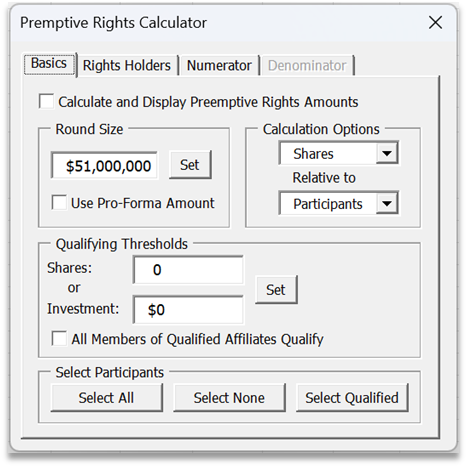 Premptive Rights Calculator
Basics Rights Holders Numerator Denominator
Calculate and Display Preemptive Rights Amounts
Round Size
$51,000,000 Set
Use Pro-Forma Amount
Calculation Options
Shares
Relative to
Participants
Qualifying Thresholds
Shares: 0
or
Set
Investment: $0
All Members of Qualified Affiliates Qualify
Select Participants
Select All Select None Select Qualified